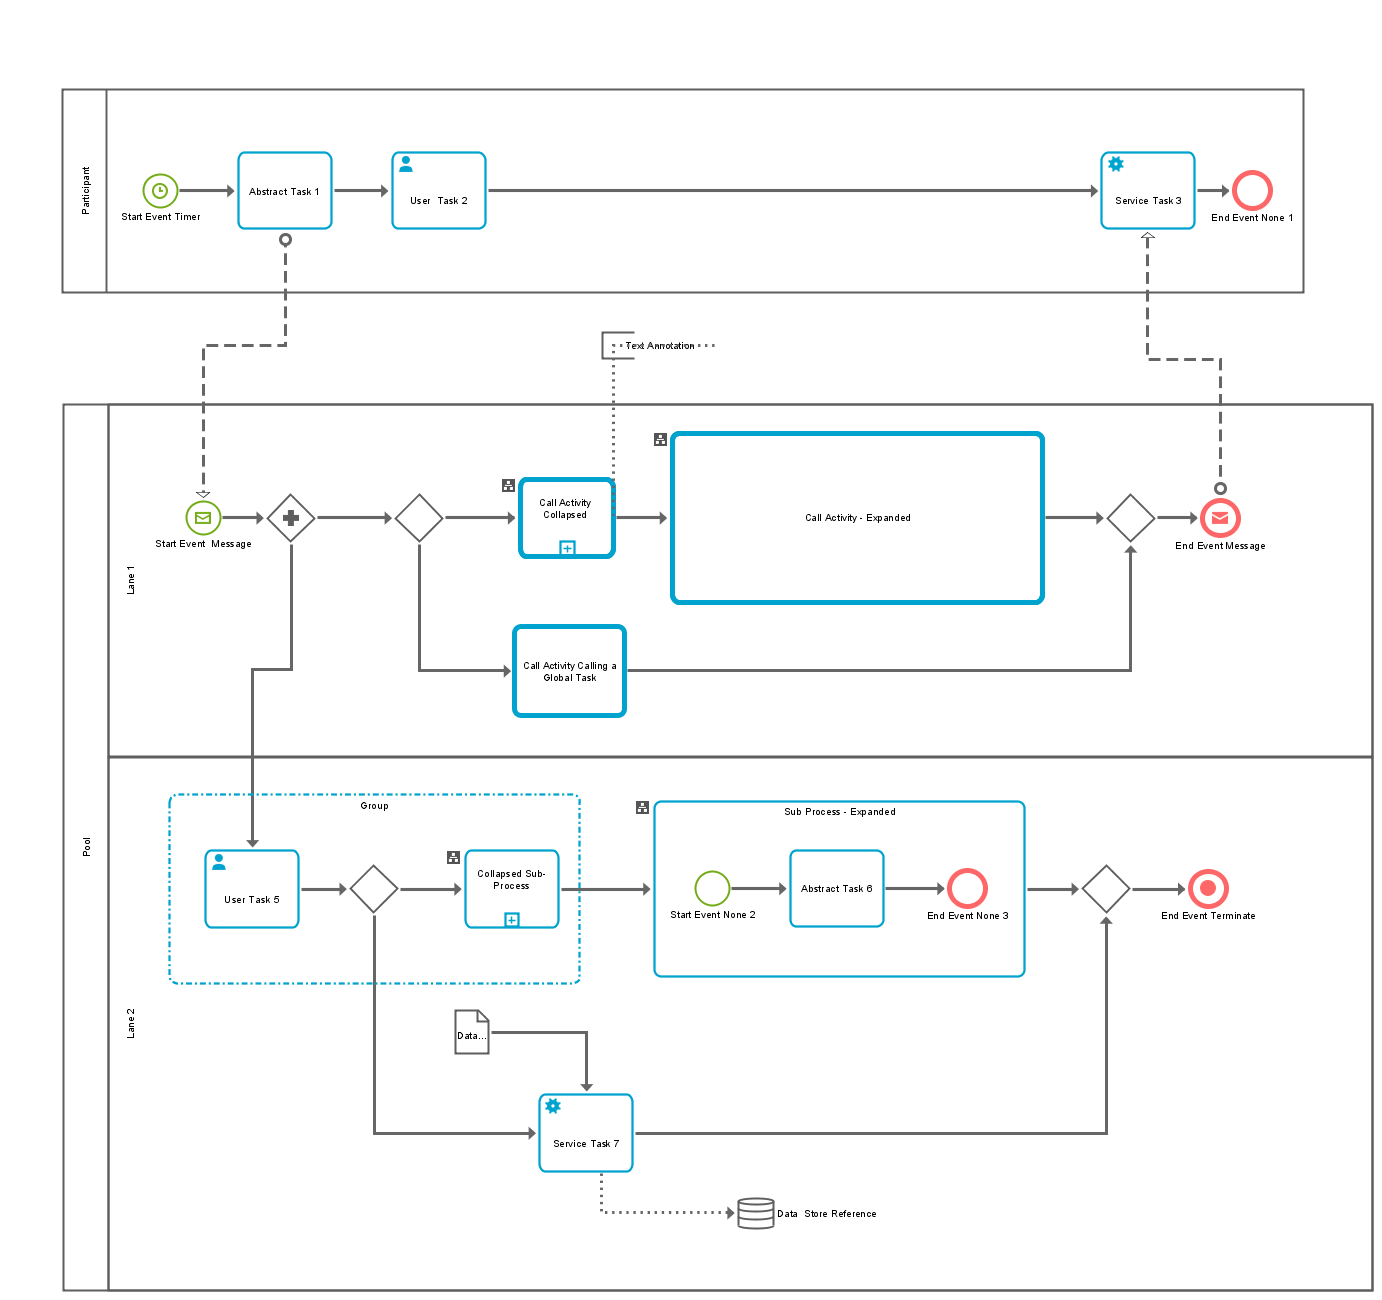 Participant
Start Event Timer
Abstract Task 1
User Task 2
Service Task 3
End Event None 1
Text Annotation
Pool
Lane 1
Start Event Message
Call Activity
Collapsed
Call Activity - Expanded
End Event Message
Call Activity Calling a
Global Task
Lane 2
Group
User Task 5
Collapsed Sub-
Process
Sub Process - Expanded
Start Event None 2
Abstract Task 6
End Event None 3
End Event Terminate
Data...
Service Task 7
Data Store Reference